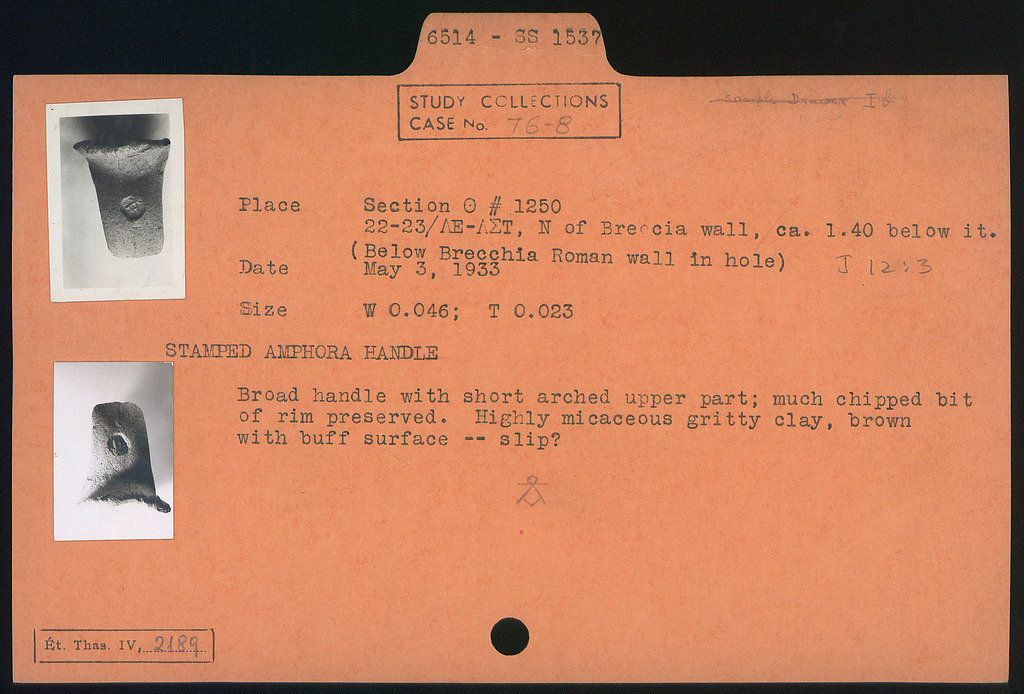 6514 - SS 1537
STUDY COLLECTIONS
CASE No. 76-8
Sample Drawer I6
Place Section Θ # 1250
22-23/ΛΕ-ΛΣΤ, N of Breccia wall, ca. 1.40 below it.
(Below Brecchia Roman wall in hole) J 12:3
Date May 3, 1933
Size W 0.046; T 0.023
STAMPED AMPHORA HANDLE
Broad handle with short arched upper part; much chipped bit
of rim preserved. Highly micaceous gritty clay, brown
with buff surface -- slip?
Ét. Thas. IV, 2189